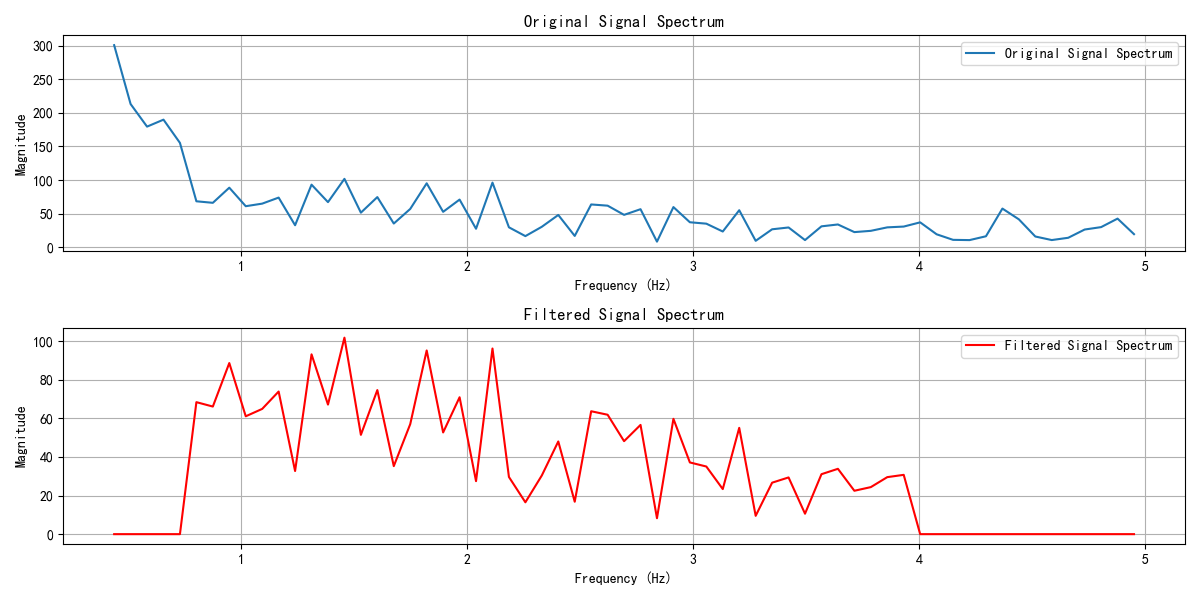 Original Signal Spectrum
300
250
200
150
100
50
0
Magnitude
Original Signal Spectrum
1 2 3 4 5
Frequency (Hz)
Filtered Signal Spectrum
100
80
60
40
20
0
Magnitude
Filtered Signal Spectrum
1 2 3 4 5
Frequency (Hz)